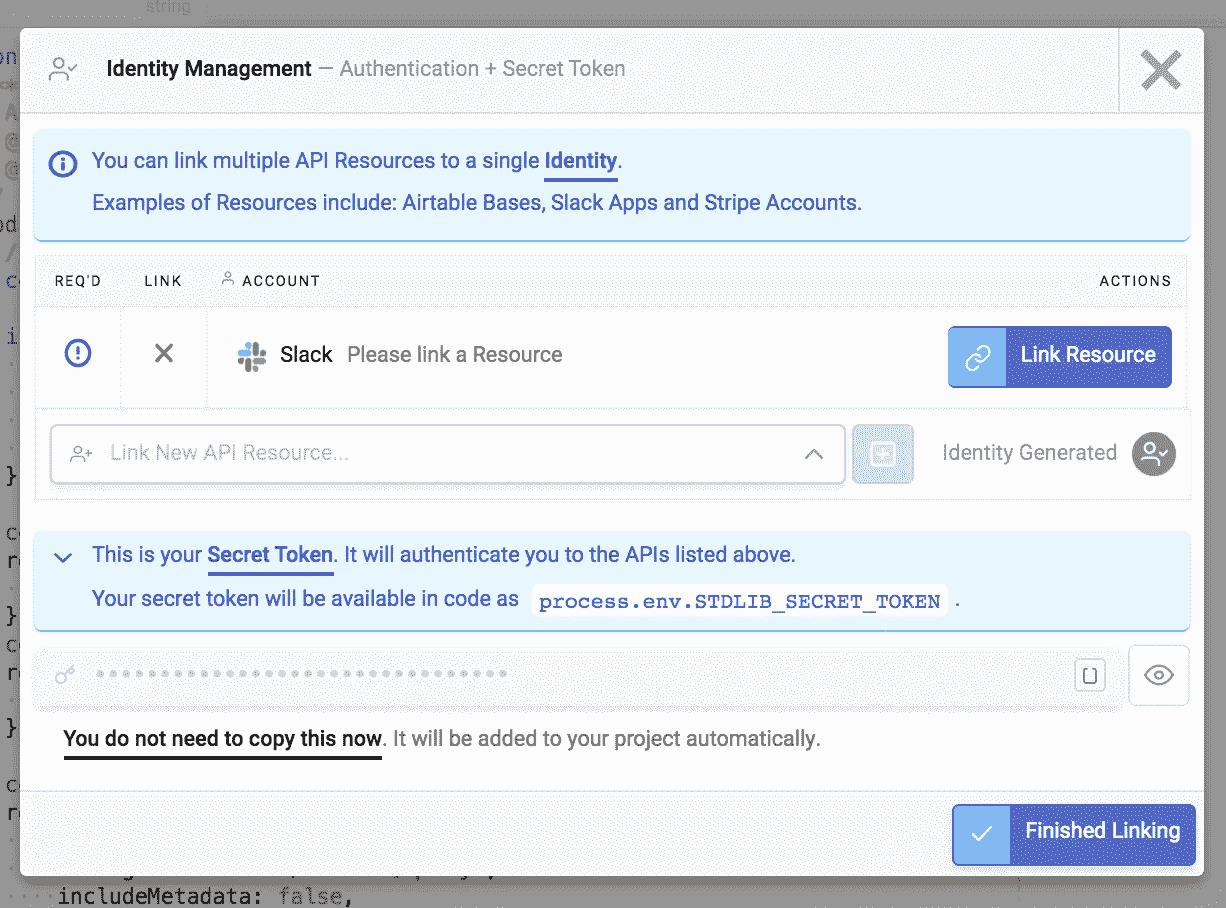 string
Identity Management — Authentication + Secret Token
You can link multiple API Resources to a single Identity.
Examples of Resources include: Airtable Bases, Slack Apps and Stripe Accounts.
REQ'D LINK ACCOUNT ACTIONS
Slack Please link a Resource Link Resource
Link New API Resource... Identity Generated
This is your Secret Token. It will authenticate you to the APIs listed above.
Your secret token will be available in code as process.env.STDLIB_SECRET_TOKEN .
You do not need to copy this now. It will be added to your project automatically.
Finished Linking
includeMetadata: false,